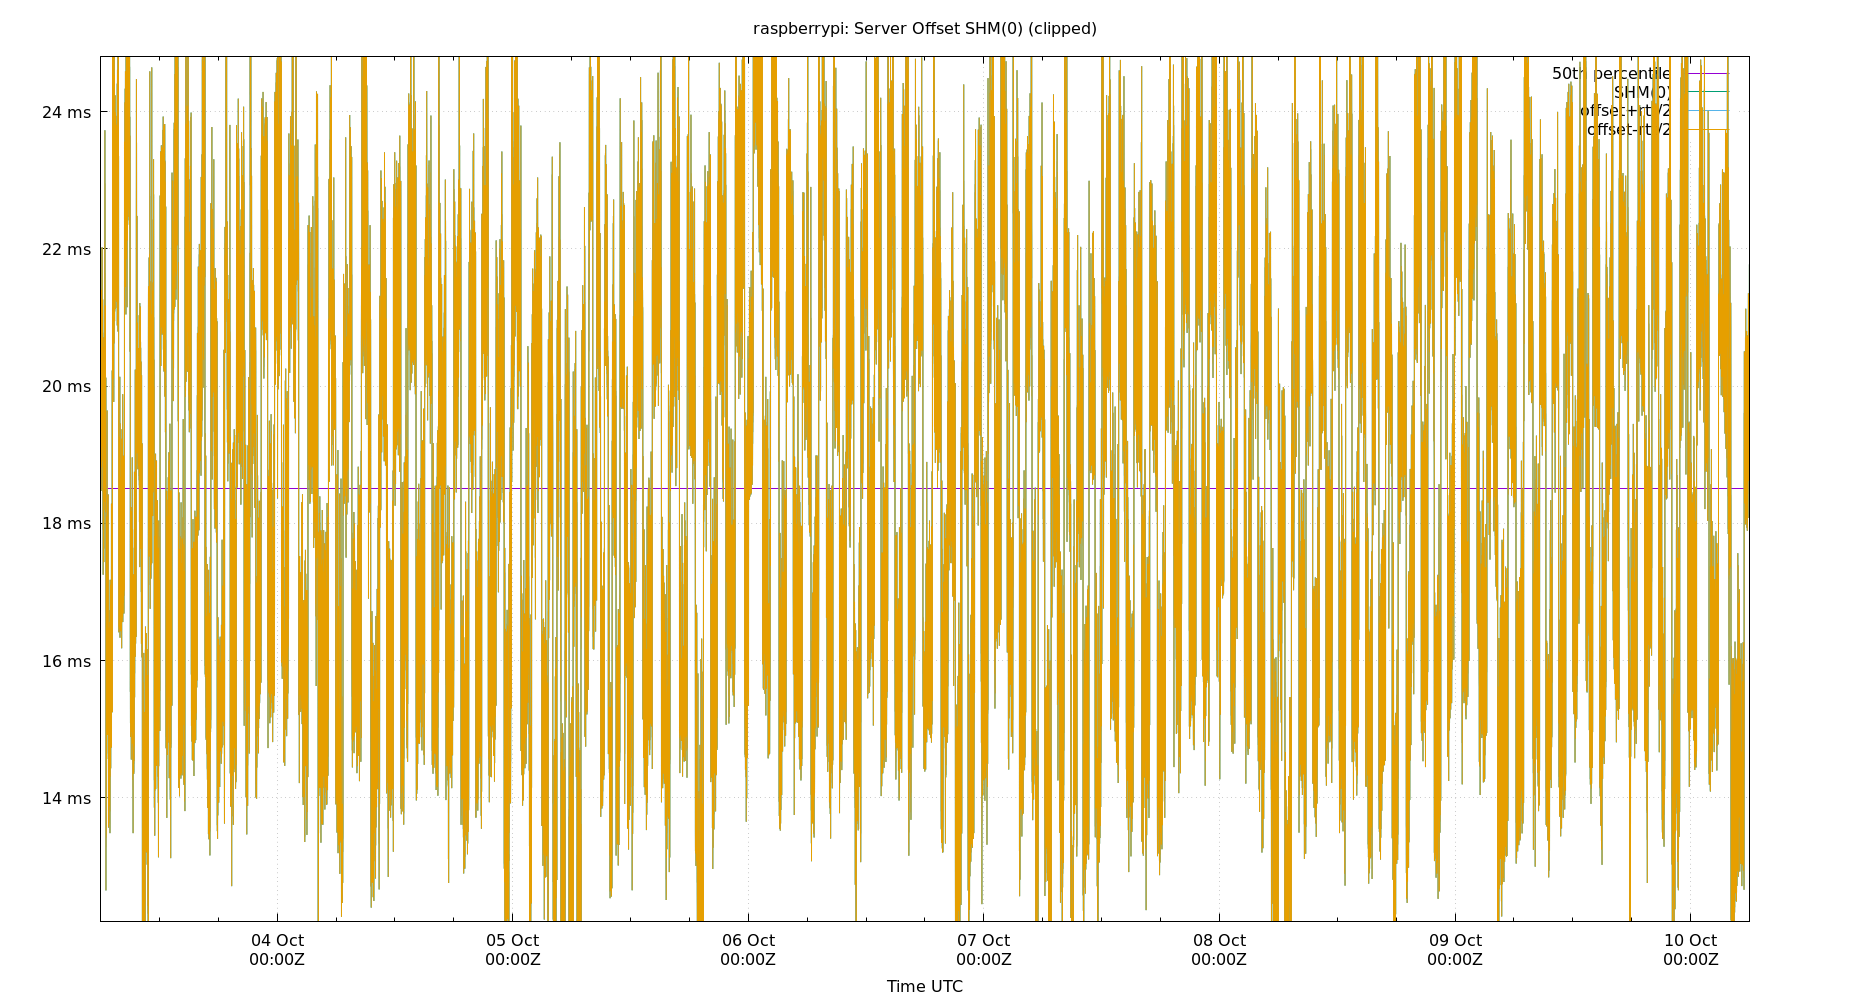 raspberrypi: Server Offset SHM(0) (clipped)
50th percentile
SHM(0)
offset+rtt/2
offset-rtt/2
24 ms
22 ms
20 ms
18 ms
16 ms
14 ms
04 Oct
00:00Z
05 Oct
00:00Z
06 Oct
00:00Z
07 Oct
00:00Z
08 Oct
00:00Z
09 Oct
00:00Z
10 Oct
00:00Z
Time UTC